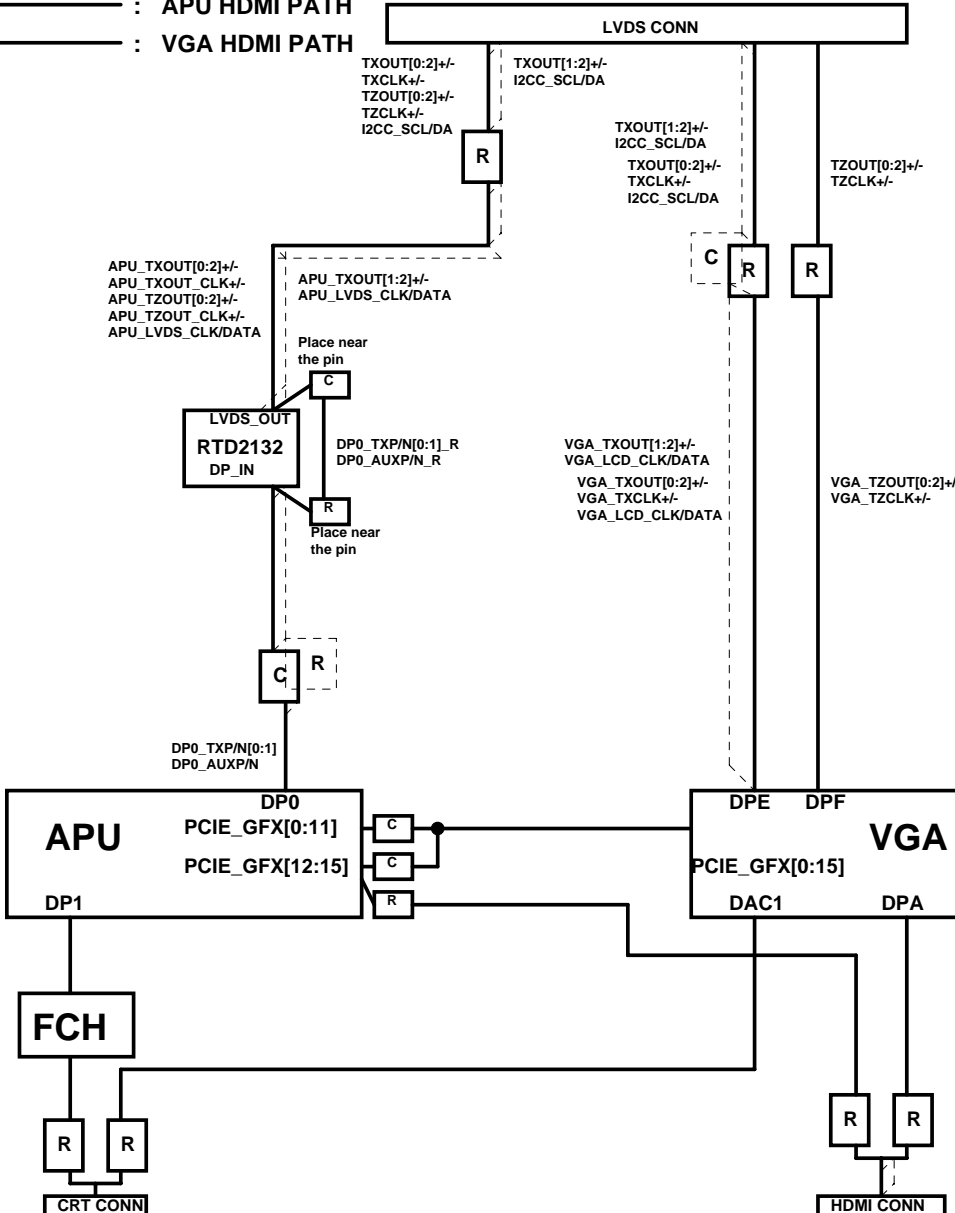 : APU HDMI PATH
: VGA HDMI PATH
LVDS CONN
TXOUT[0:2]+/-
TXCLK+/-
TZOUT[0:2]+/-
TZCLK+/-
I2CC_SCL/DA
TXOUT[1:2]+/-
I2CC_SCL/DA
TXOUT[1:2]+/-
I2CC_SCL/DA
TXOUT[0:2]+/-
TXCLK+/-
I2CC_SCL/DA
TZOUT[0:2]+/-
TZCLK+/-
R
C
R
R
APU_TXOUT[0:2]+/-
APU_TXOUT_CLK+/-
APU_TZOUT[0:2]+/-
APU_TZOUT_CLK+/-
APU_LVDS_CLK/DATA
APU_TXOUT[1:2]+/-
APU_LVDS_CLK/DATA
Place near
the pin
C
LVDS_OUT
RTD2132
DP_IN
DP0_TXP/N[0:1]_R
DP0_AUXP/N_R
R
Place near
the pin
VGA_TXOUT[1:2]+/-
VGA_LCD_CLK/DATA
VGA_TXOUT[0:2]+/-
VGA_TXCLK+/-
VGA_LCD_CLK/DATA
VGA_TZOUT[0:2]+/
VGA_TZCLK+/-
C
R
DP0_TXP/N[0:1]
DP0_AUXP/N
DP0
APU
PCIE_GFX[0:11]
PCIE_GFX[12:15]
DP1
C
C
R
DPE
DPF
VGA
PCIE_GFX[0:15]
DAC1
DPA
FCH
R
R
CRT CONN
R
R
HDMI CONN